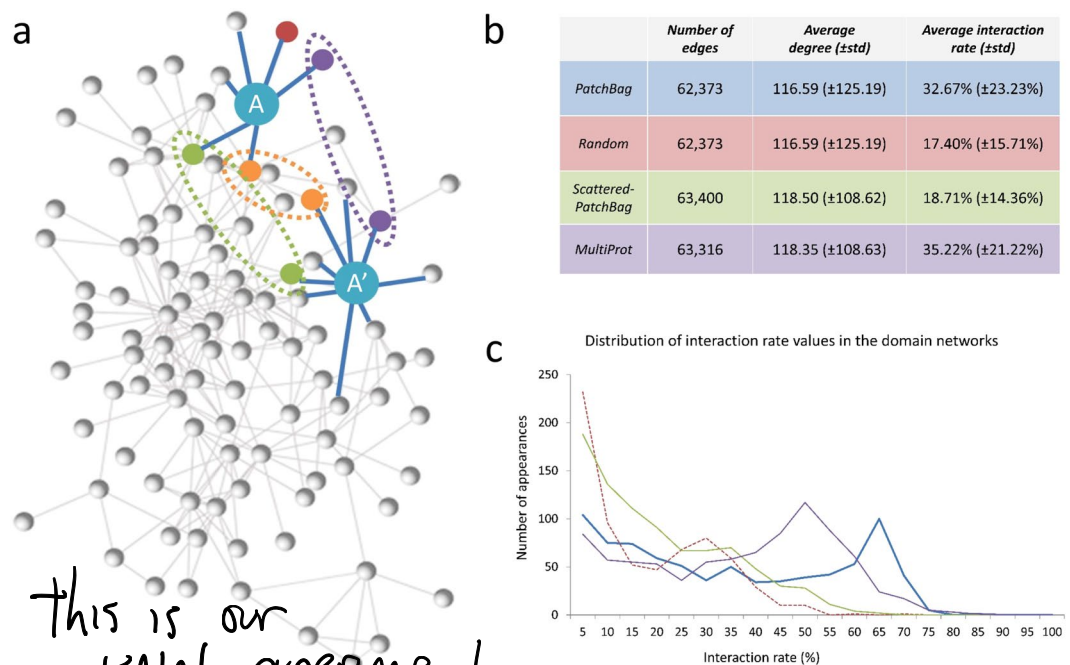 a
A
A'
this is our
b
Number of edges
Average degree (±std)
Average interaction rate (±std)
PatchBag 62,373 116.59 (±125.19) 32.67% (±23.23%)
Random 62,373 116.59 (±125.19) 17.40% (±15.71%)
Scattered-PatchBag 63,400 118.50 (±108.62) 18.71% (±14.36%)
MultiProt 63,316 118.35 (±108.63) 35.22% (±21.22%)
c
Distribution of interaction rate values in the domain networks
Number of appearances
250
200
150
100
50
0
5 10 15 20 25 30 35 40 45 50 55 60 65 70 75 80 85 90 95 100
Interaction rate (%)